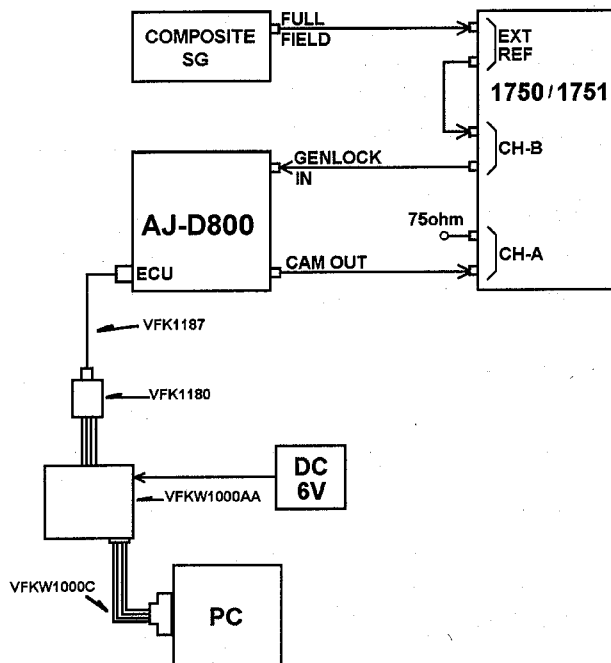 COMPOSITE
SG
FULL
FIELD
EXT
REF
1750 / 1751
CH-B
GENLOCK
IN
AJ-D800
75ohm
CH-A
CAM OUT
ECU
VFK1187
VFK1180
DC
6V
VFKW1000AA
VFKW1000C
PC